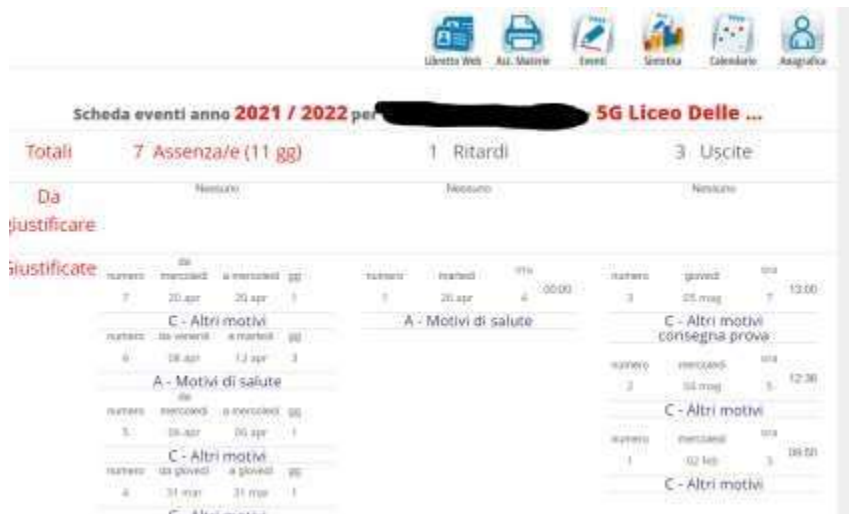 Libretto Web Ass. Materie Eventi Sintetica Calendario Anagrafica
Scheda eventi anno 2021 / 2022 per 5G Liceo Delle ...
Totali 7 Assenza/e (11 gg) 1 Ritardi 3 Uscite
Da giustificare Nessuno Nessuno Nessuno
Giustificate
numero da mercoledì a mercoledì gg numero martedì ora numero giovedì ora
7 20 apr 20 apr 1 1 26 apr 4 00:00 3 05 mag 7 13:00
C - Altri motivi A - Motivi di salute C - Altri motivi
consegna prova
numero da venerdì a martedì gg
6 08 apr 12 apr 3
A - Motivi di salute
numero mercoledì ora
2 04 mag 5 12:30
C - Altri motivi
numero da mercoledì a mercoledì gg
5 06 apr 06 apr 1
C - Altri motivi
numero mercoledì ora
1 02 feb 3
C - Altri motivi
numero da giovedì a giovedì gg
4 31 mar 31 mar 1
C - Altri motivi